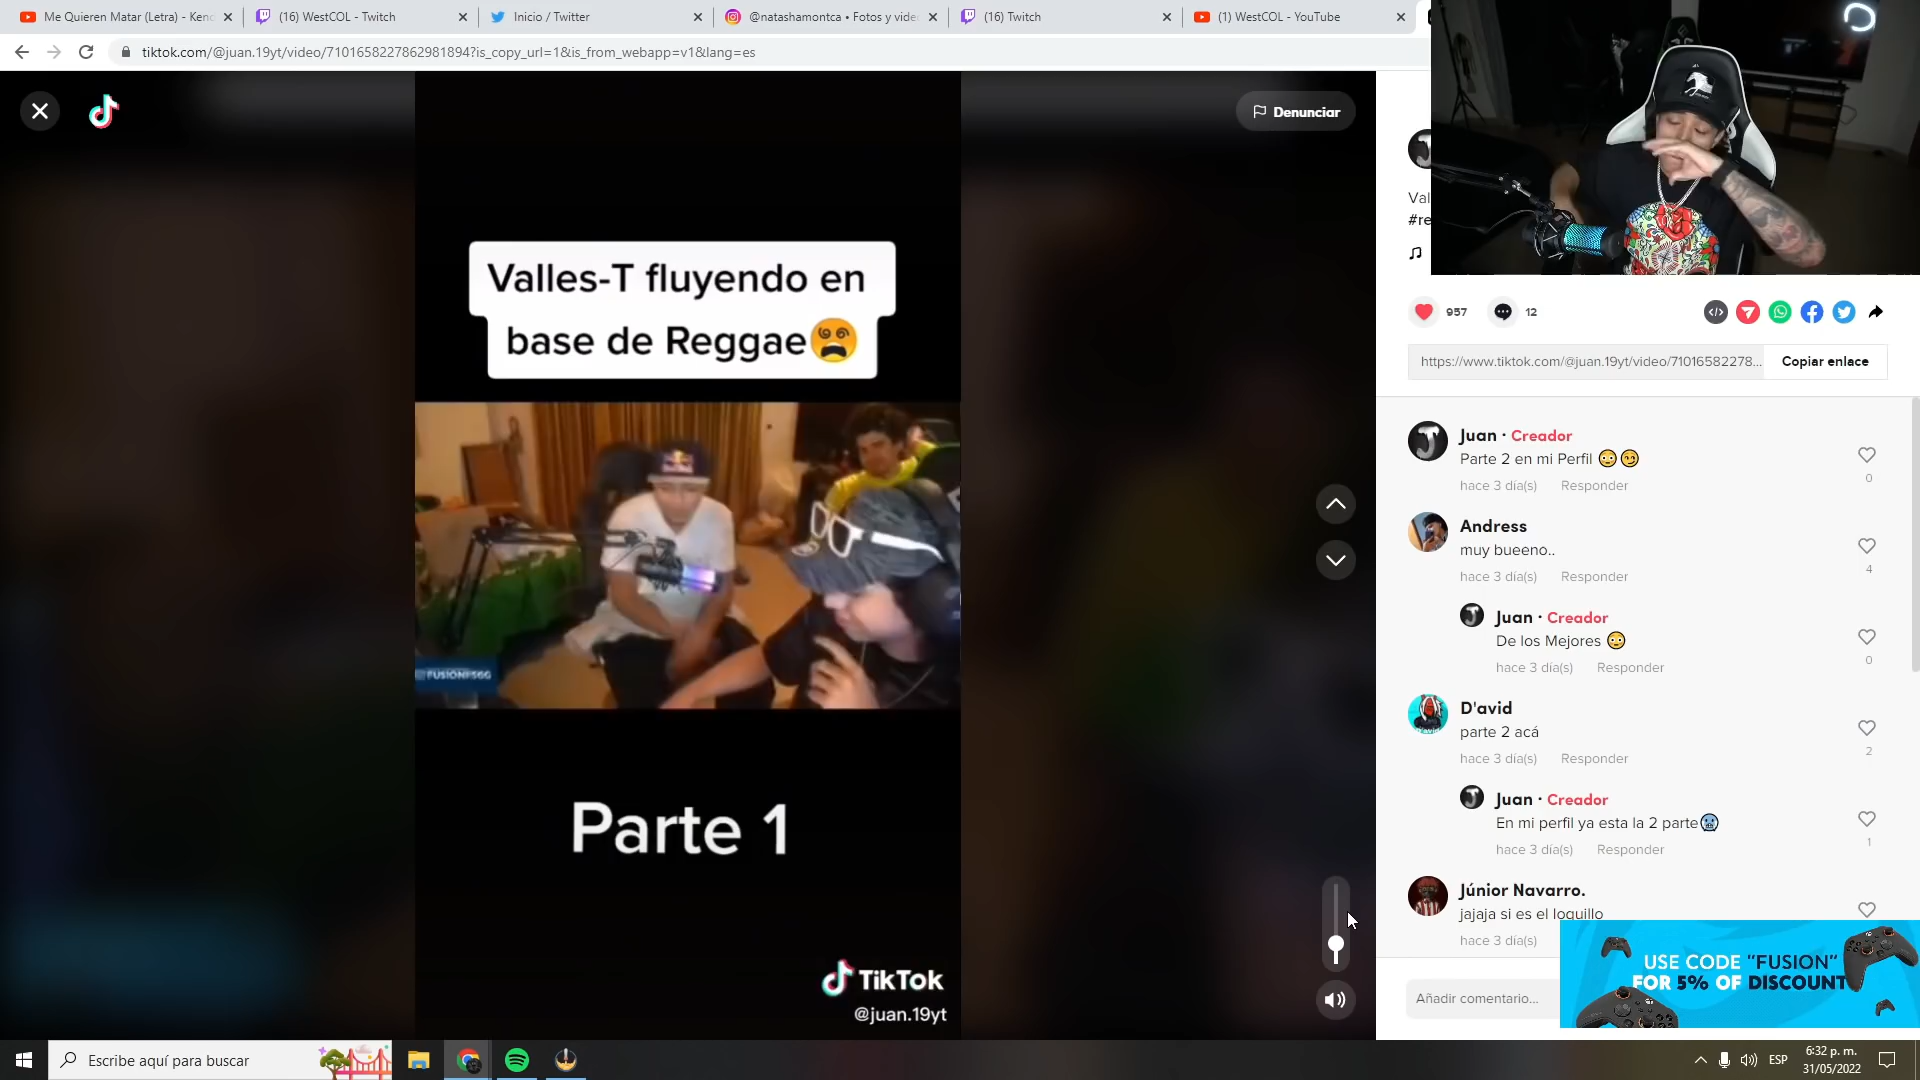 Me Quieren Matar (Letra) - Kend
(16) WestCOL - Twitch
Inicio / Twitter
@natashamontca • Fotos y vide
(16) Twitch
(1) WestCOL - YouTube
tiktok.com/@juan.19yt/video/7101658227862981894?is_copy_url=1&is_from_webapp=v1&lang=es
Denunciar
Valles-T fluyendo en
base de Reggae
FUSIONPSGG
Parte 1
TikTok
@juan.19yt
Val
#re
957
12
https://www.tiktok.com/@juan.19yt/video/71016582278...
Copiar enlace
Juan · Creador
Parte 2 en mi Perfil 😳😏
hace 3 día(s) Responder
0
Andress
muy bueeno..
hace 3 día(s) Responder
4
Juan · Creador
De los Mejores 😳
hace 3 día(s) Responder
0
D'avid
parte 2 acá
hace 3 día(s) Responder
2
Juan · Creador
En mi perfil ya esta la 2 parte🥶
hace 3 día(s) Responder
1
Júnior Navarro.
jajaja si es el loquillo
hace 3 día(s)
Añadir comentario...
USE CODE "FUSION"
FOR 5% OF DISCOUNT
Escribe aquí para buscar
ESP
6:32 p. m.
31/05/2022